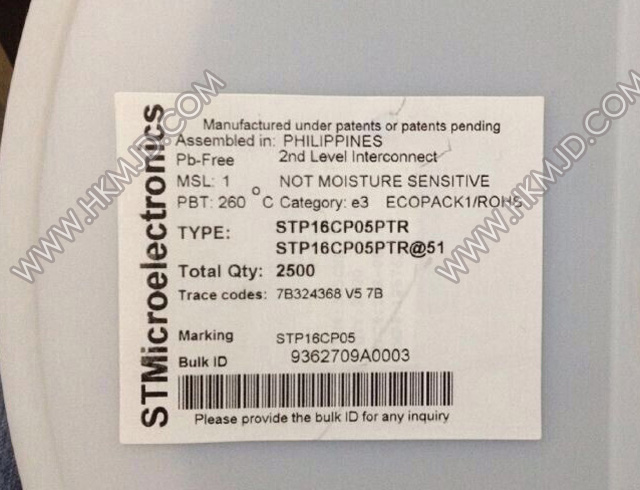 STMicroelectronics
Manufactured under patents or patents pending
Assembled in: PHILIPPINES
Pb-Free 2nd Level Interconnect
MSL: 1 NOT MOISTURE SENSITIVE
PBT: 260 °C Category: e3 ECOPACK1/ROHS
TYPE: STP16CP05PTR
STP16CP05PTR@51
Total Qty: 2500
Trace codes: 7B324368 V5 7B
Marking STP16CP05
Bulk ID 9362709A0003
Please provide the bulk ID for any inquiry
WWW.HKMJD.COM
WWW.HKMJD.COM